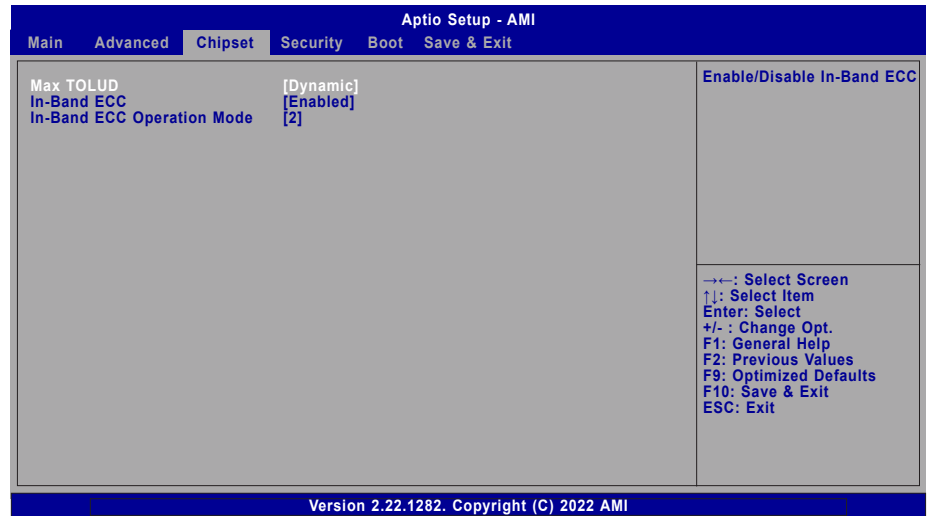 Aptio Setup - AMI
Main Advanced Chipset Security Boot Save & Exit
Max TOLUD [Dynamic]
In-Band ECC [Enabled]
In-Band ECC Operation Mode [2]
Enable/Disable In-Band ECC
→←: Select Screen
↑↓: Select Item
Enter: Select
+/- : Change Opt.
F1: General Help
F2: Previous Values
F9: Optimized Defaults
F10: Save & Exit
ESC: Exit
Version 2.22.1282. Copyright (C) 2022 AMI